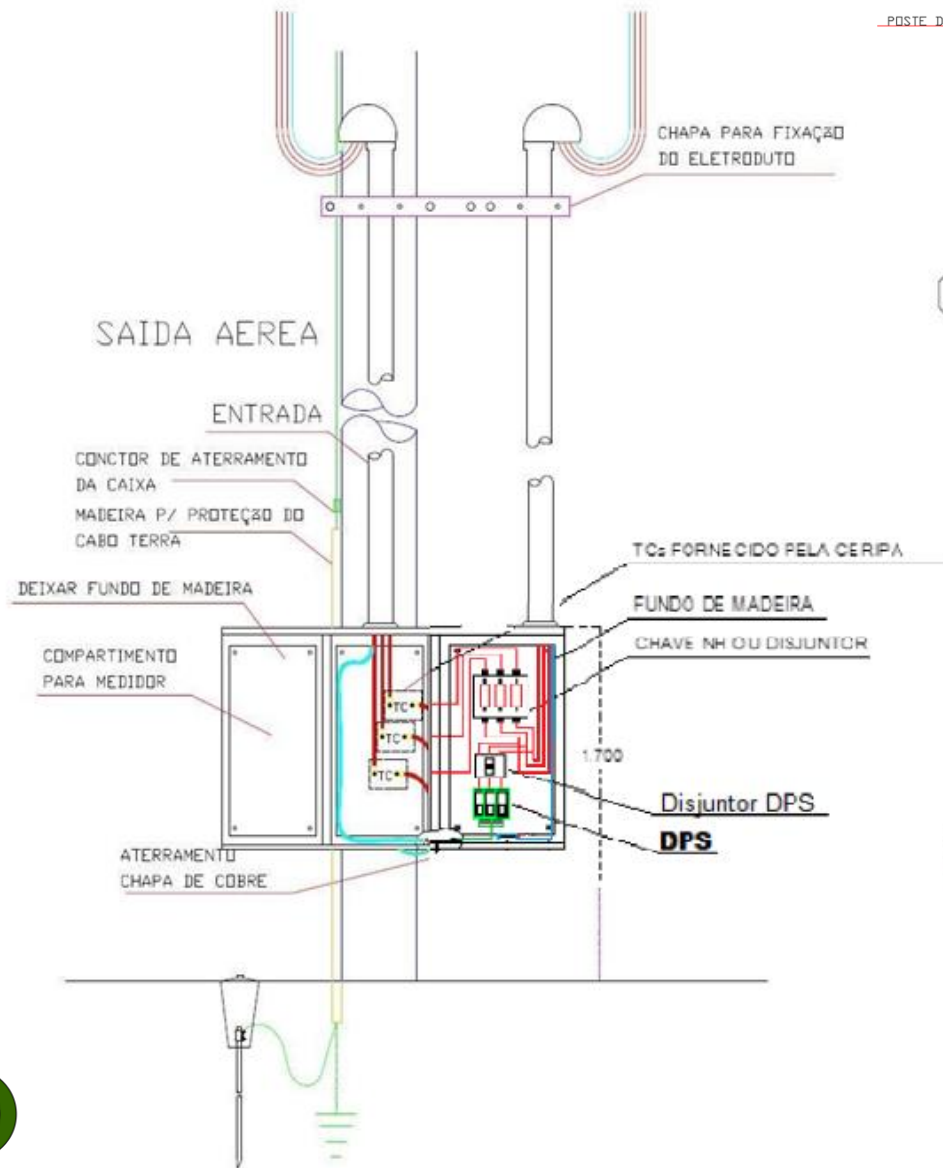 POSTE D
CHAPA PARA FIXAÇÃO
DO ELETRODUTO
SAIDA AEREA
ENTRADA
CONCTOR DE ATERRAMENTO
DA CAIXA
MADEIRA P/ PROTEÇÃO DO
CABO TERRA
TCs FORNECIDO PELA CERIPA
DEIXAR FUNDO DE MADEIRA
FUNDO DE MADEIRA
CHAVE NH OU DISJUNTOR
COMPARTIMENTO
PARA MEDIDOR
TC
TC
TC
1.700
Disjuntor DPS
DPS
ATERRAMENTO
CHAPA DE COBRE